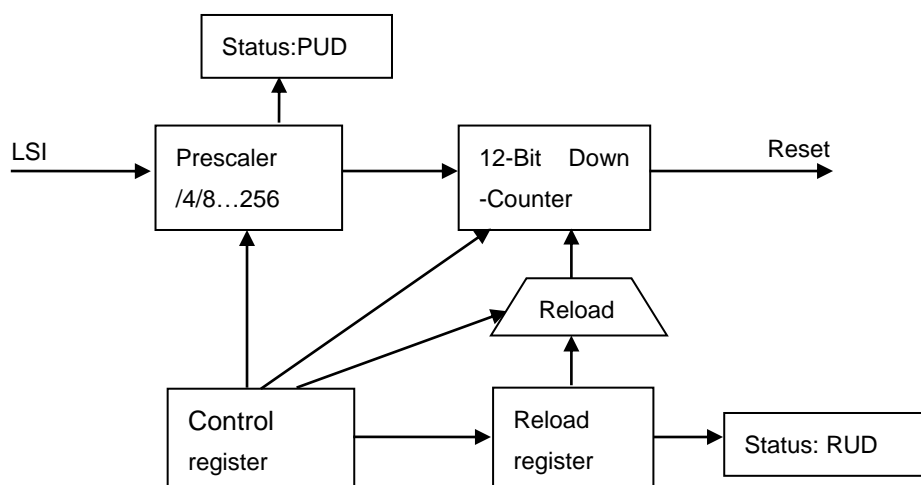 Status:PUD
LSI
Prescaler
/4/8…256
12-Bit Down
-Counter
Reset
Reload
Control
register
Reload
register
Status: RUD